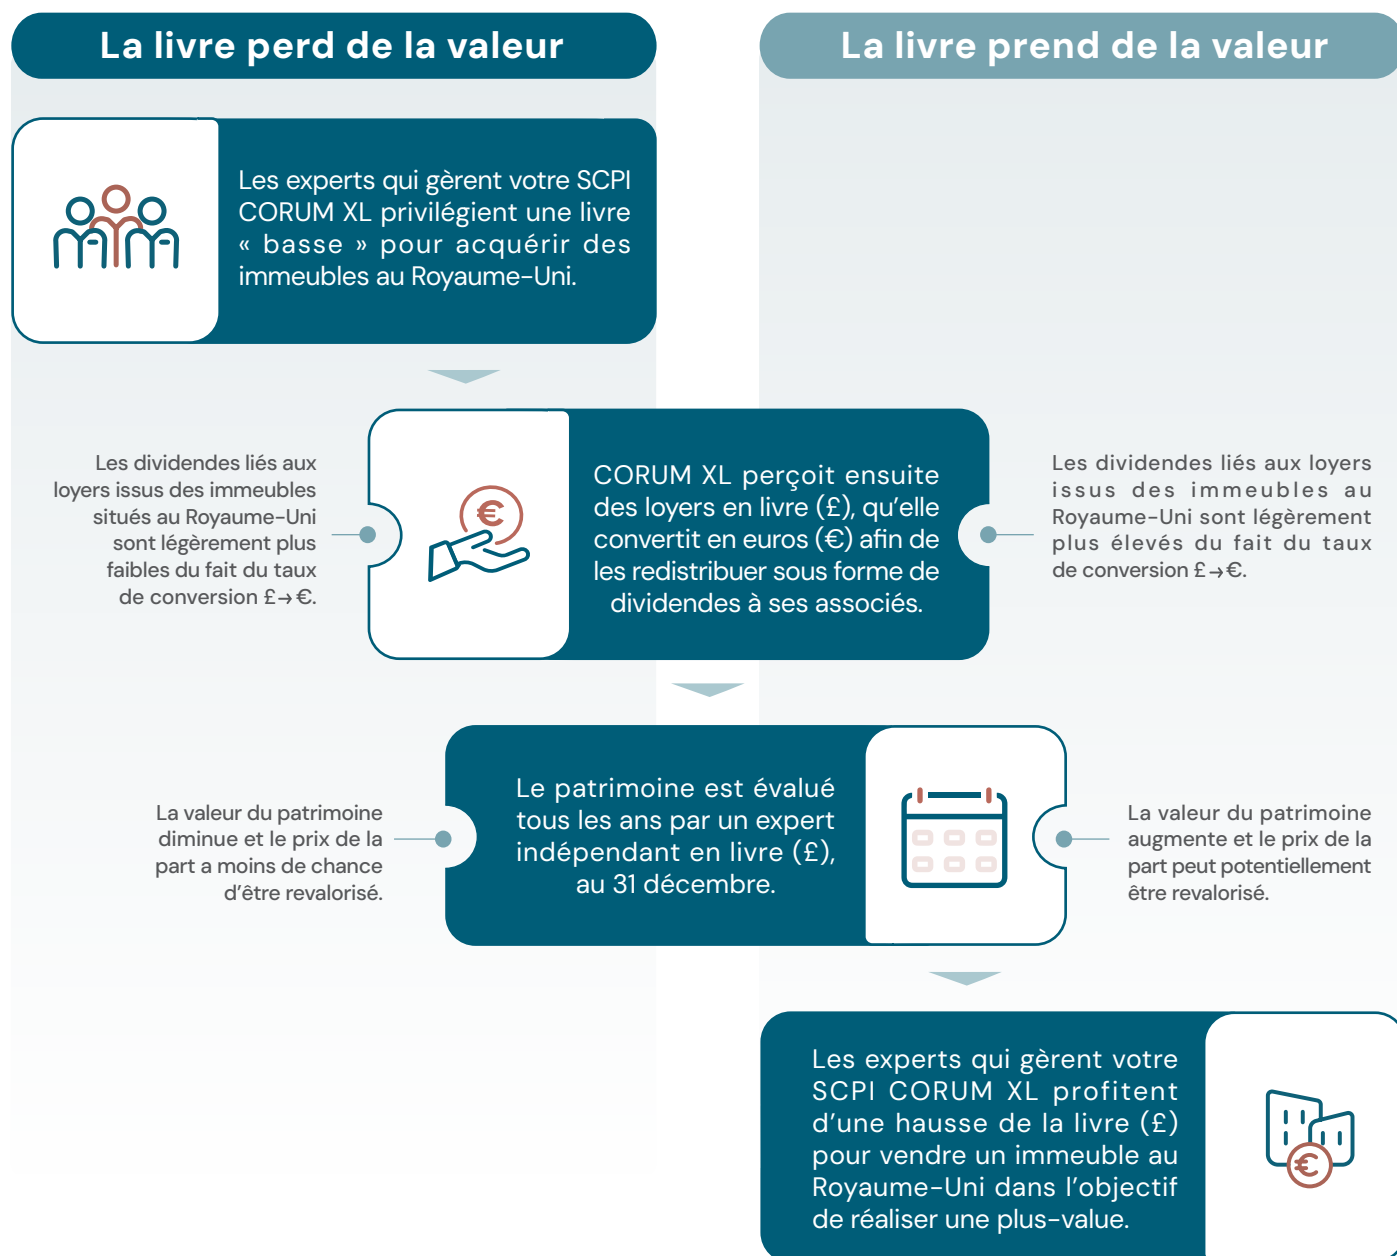 La livre perd de la valeur
La livre prend de la valeur
Les experts qui gèrent votre SCPI
CORUM XL privilégient une livre
« basse » pour acquérir des
immeubles au Royaume-Uni.
Les dividendes liés aux
loyers issus des immeubles
situés au Royaume-Uni
sont légèrement plus
faibles du fait du taux
de conversion £→€.
€
CORUM XL perçoit ensuite
des loyers en livre (£), qu’elle
convertit en euros (€) afin de
les redistribuer sous forme de
dividendes à ses associés.
Les dividendes liés aux loyers
issus des immeubles au
Royaume-Uni sont légèrement
plus élevés du fait du taux
de conversion £→€.
La valeur du patrimoine
diminue et le prix de la
part a moins de chance
d’être revalorisé.
Le patrimoine est évalué
tous les ans par un expert
indépendant en livre (£),
au 31 décembre.
La valeur du patrimoine
augmente et le prix de la
part peut potentiellement
être revalorisé.
Les experts qui gèrent votre
SCPI CORUM XL profitent
d’une hausse de la livre (£)
pour vendre un immeuble au
Royaume-Uni dans l’objectif
de réaliser une plus-value.
€